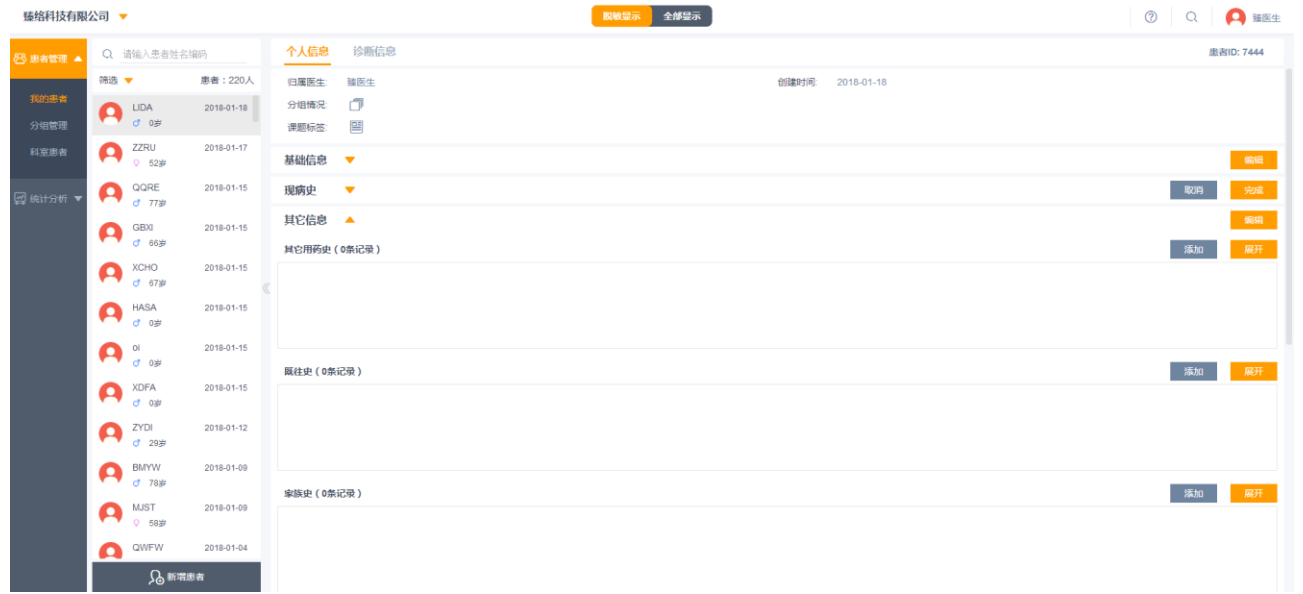 臻络科技有限公司
脱敏显示 全部显示
臻医生
患者管理
我的患者
分组管理
科室患者
统计分析
请输入患者姓名编码
筛选 患者：220人
LIDA 2018-01-18
0岁
ZZRU 2018-01-17
52岁
QQRE 2018-01-15
77岁
GBXI 2018-01-15
66岁
XCHO 2018-01-15
67岁
HASA 2018-01-15
0岁
OI 2018-01-15
0岁
XDFA 2018-01-15
0岁
ZYDI 2018-01-12
29岁
BMYW 2018-01-09
78岁
MJST 2018-01-09
58岁
QWFW 2018-01-04
新增患者
个人信息 诊断信息 患者ID: 7444
归属医生: 臻医生 创建时间: 2018-01-18
分组情况:
课题标签:
基础信息 编辑
现病史 取消 完成
其它信息 编辑
其它用药史（0条记录） 添加 展开
既往史（0条记录） 添加 展开
家族史（0条记录） 添加 展开